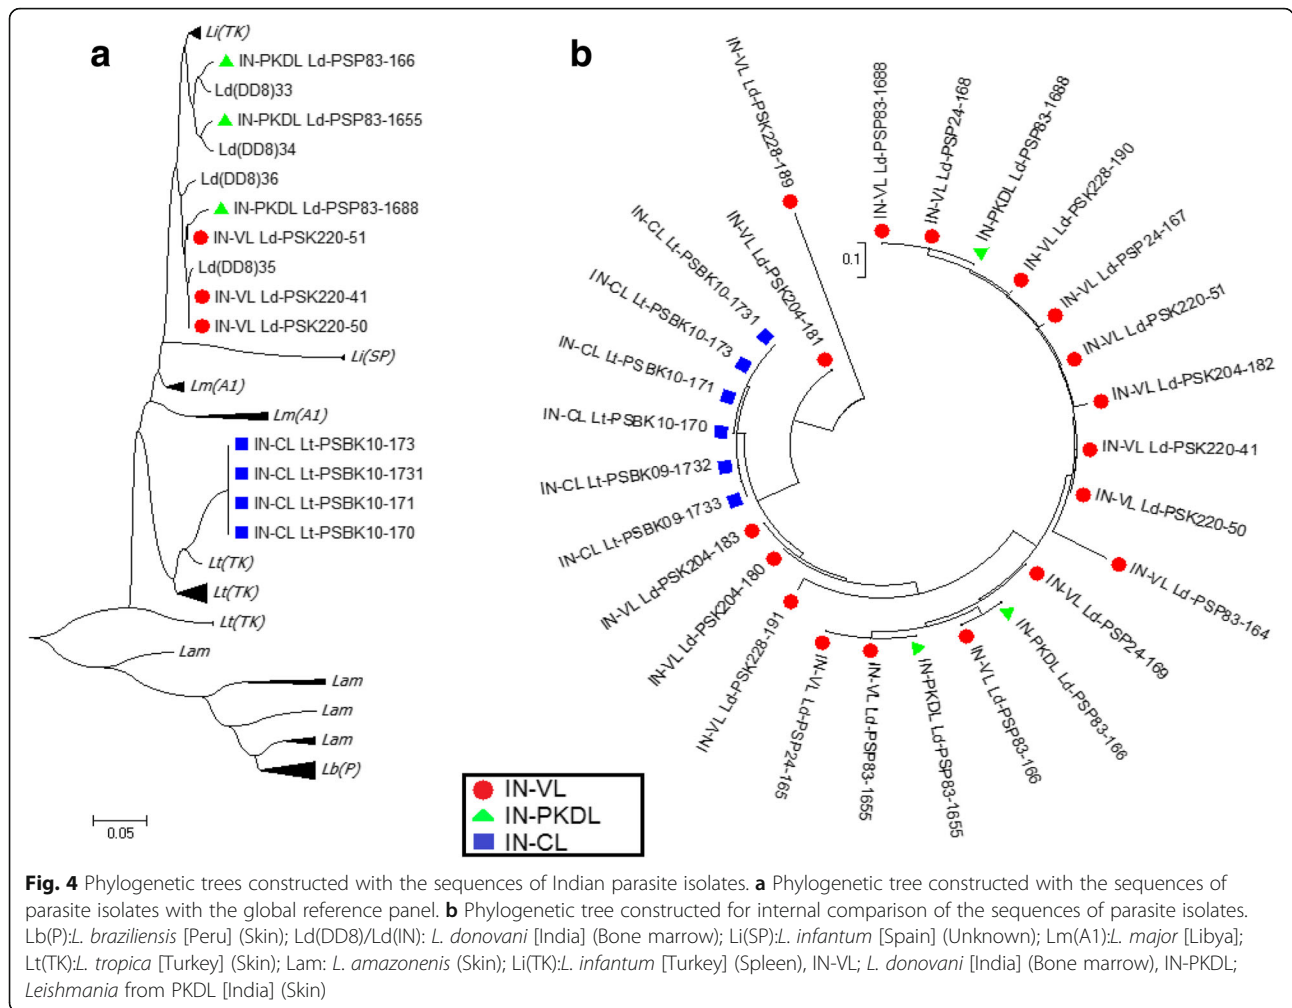 a
Li(TK)
IN-PKDL Ld-PSP83-166
Ld(DD8)33
IN-PKDL Ld-PSP83-1655
Ld(DD8)34
Ld(DD8)36
IN-PKDL Ld-PSP83-1688
IN-VL Ld-PSK220-51
Ld(DD8)35
IN-VL Ld-PSK220-41
IN-VL Ld-PSK220-50
Li(SP)
Lm(A1)
Lm(A1)
IN-CL Lt-PSBK10-173
IN-CL Lt-PSBK10-1731
IN-CL Lt-PSBK10-171
IN-CL Lt-PSBK10-170
Lt(TK)
Lt(TK)
Lt(TK)
Lam
Lam
Lam
Lam
Lb(P)
0.05
b
IN-VL Ld-PSK228-189
IN-VL Ld-PSP83-1688
IN-VL Ld-PSP24-168
IN-PKDL Ld-PSP83-1688
IN-VL Ld-PSK228-190
IN-VL Ld-PSP24-167
IN-VL Ld-PSK220-51
IN-VL Ld-PSK204-182
IN-VL Ld-PSK220-41
IN-VL Ld-PSK220-50
IN-VL Ld-PSP83-164
IN-VL Ld-PSP24-169
IN-PKDL Ld-PSP83-166
IN-VL Ld-PSP83-166
IN-PKDL Ld-PSP83-1655
IN-VL Ld-PSP83-1655
IN-VL Ld-PSP24-165
IN-VL Ld-PSK228-191
IN-VL Ld-PSK204-180
IN-VL Ld-PSK204-183
IN-CL Lt-PSBK09-1733
IN-CL Lt-PSBK09-1732
IN-CL Lt-PSBK10-170
IN-CL Lt-PSBK10-171
IN-CL Lt-PSBK10-173
IN-CL Lt-PSBK10-1731
IN-VL Ld-PSK204-181
0.1
IN-VL
IN-PKDL
IN-CL
Fig. 4 Phylogenetic trees constructed with the sequences of Indian parasite isolates. a Phylogenetic tree constructed with the sequences of
parasite isolates with the global reference panel. b Phylogenetic tree constructed for internal comparison of the sequences of parasite isolates.
Lb(P):L. braziliensis [Peru] (Skin); Ld(DD8)/Ld(IN): L. donovani [India] (Bone marrow); Li(SP):L. infantum [Spain] (Unknown); Lm(A1):L. major [Libya];
Lt(TK):L. tropica [Turkey] (Skin); Lam: L. amazonenis (Skin); Li(TK):L. infantum [Turkey] (Spleen), IN-VL; L. donovani [India] (Bone marrow), IN-PKDL;
Leishmania from PKDL [India] (Skin)